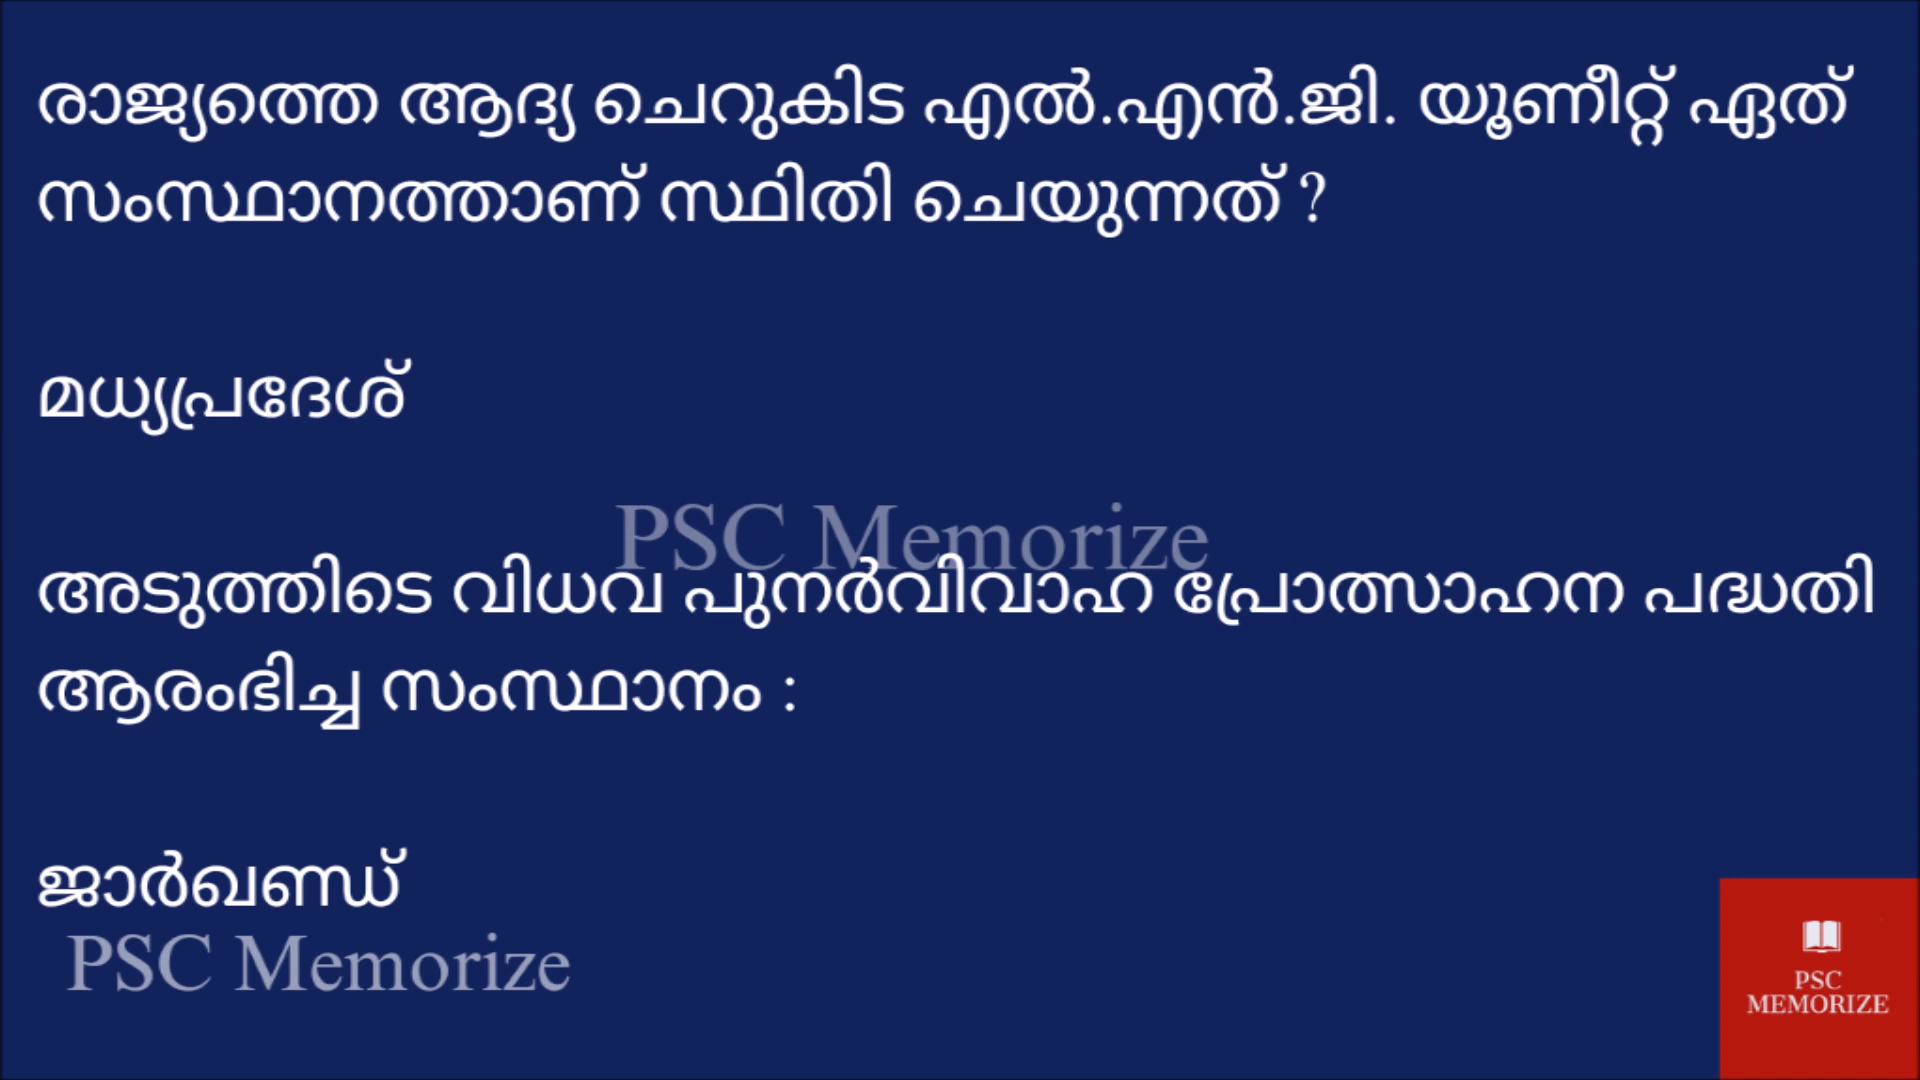 രാജ്യത്തെ ആദ്യ ചെറുകിട എൽ.എൻ.ജി. യൂണീറ്റ് ഏത്
സംസ്ഥാനത്താണ് സ്ഥിതി ചെയുന്നത് ?
മധ്യപ്രദേശ്
PSC Memorize
അടുത്തിടെ വിധവ പുനർവിവാഹ പ്രോത്സാഹന പദ്ധതി
ആരംഭിച്ച സംസ്ഥാനം :
ജാർഖണ്ഡ്
PSC Memorize
PSC
MEMORIZE